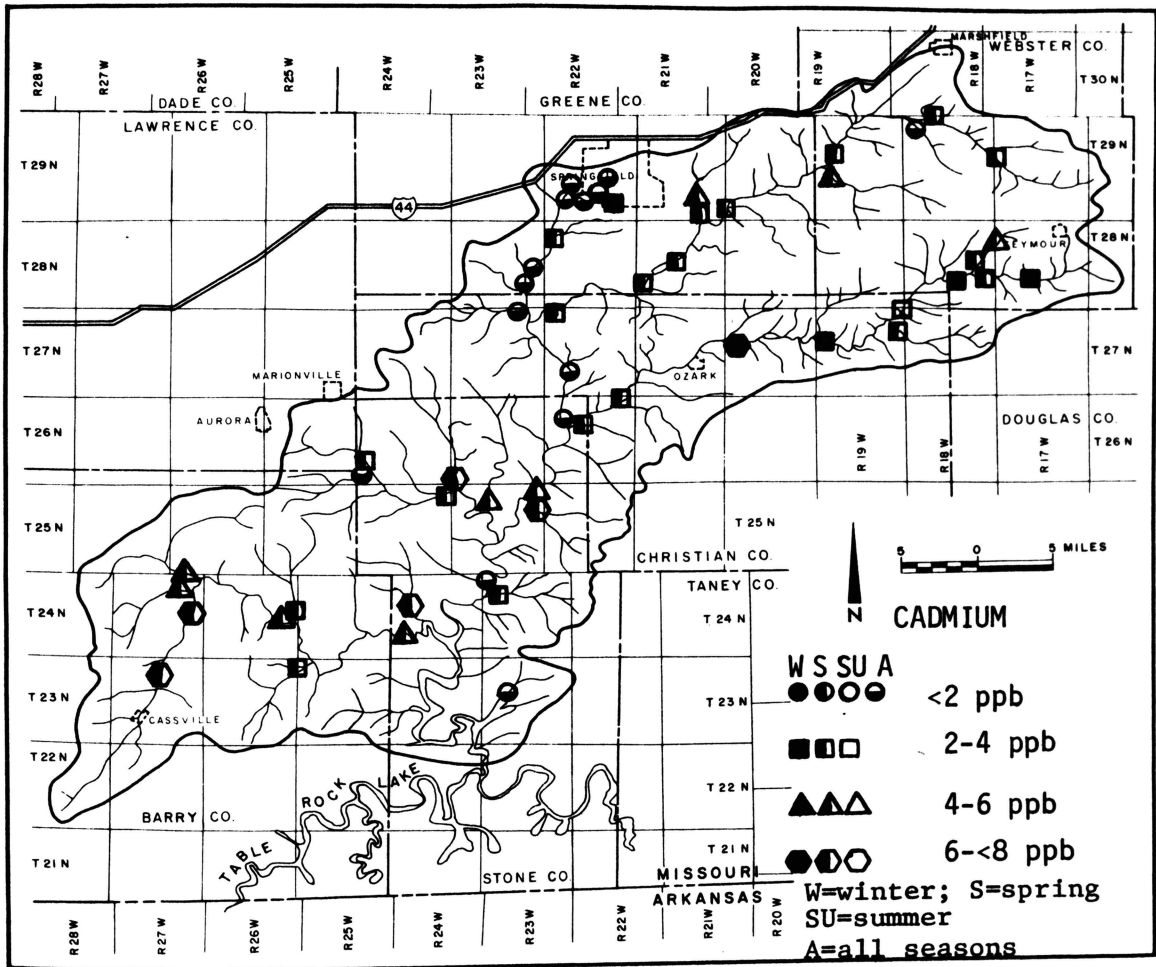 MARSHFIELD
WEBSTER CO.
R28W
R27W
R26W
R25W
R24W
R23W
R22W
R21W
R20W
R19W
R18W
R17W
T30N
DADE CO.
GREENE CO.
LAWRENCE CO.
T29N
T29N
SPRINGFIELD
44
T28N
T28N
SEYMOUR
T27N
T27N
MARIONVILLE
OZARK
AURORA
DOUGLAS CO.
T26N
T26N
R19W
R18W
R17W
T25N
T25N
CHRISTIAN CO.
TANEY CO.
5 0 5 MILES
N
T24N
T24N
CADMIUM
W S SU A
<2 ppb
T23N
T23N
CASSVILLE
2-4 ppb
T22N
T22N
TABLE ROCK LAKE
4-6 ppb
BARRY CO.
T21N
T21N
6-<8 ppb
STONE CO.
MISSOURI
ARKANSAS
W=winter; S=spring
SU=summer
A=all seasons
R28W
R27W
R26W
R25W
R24W
R23W
R22W
R21W
R20W